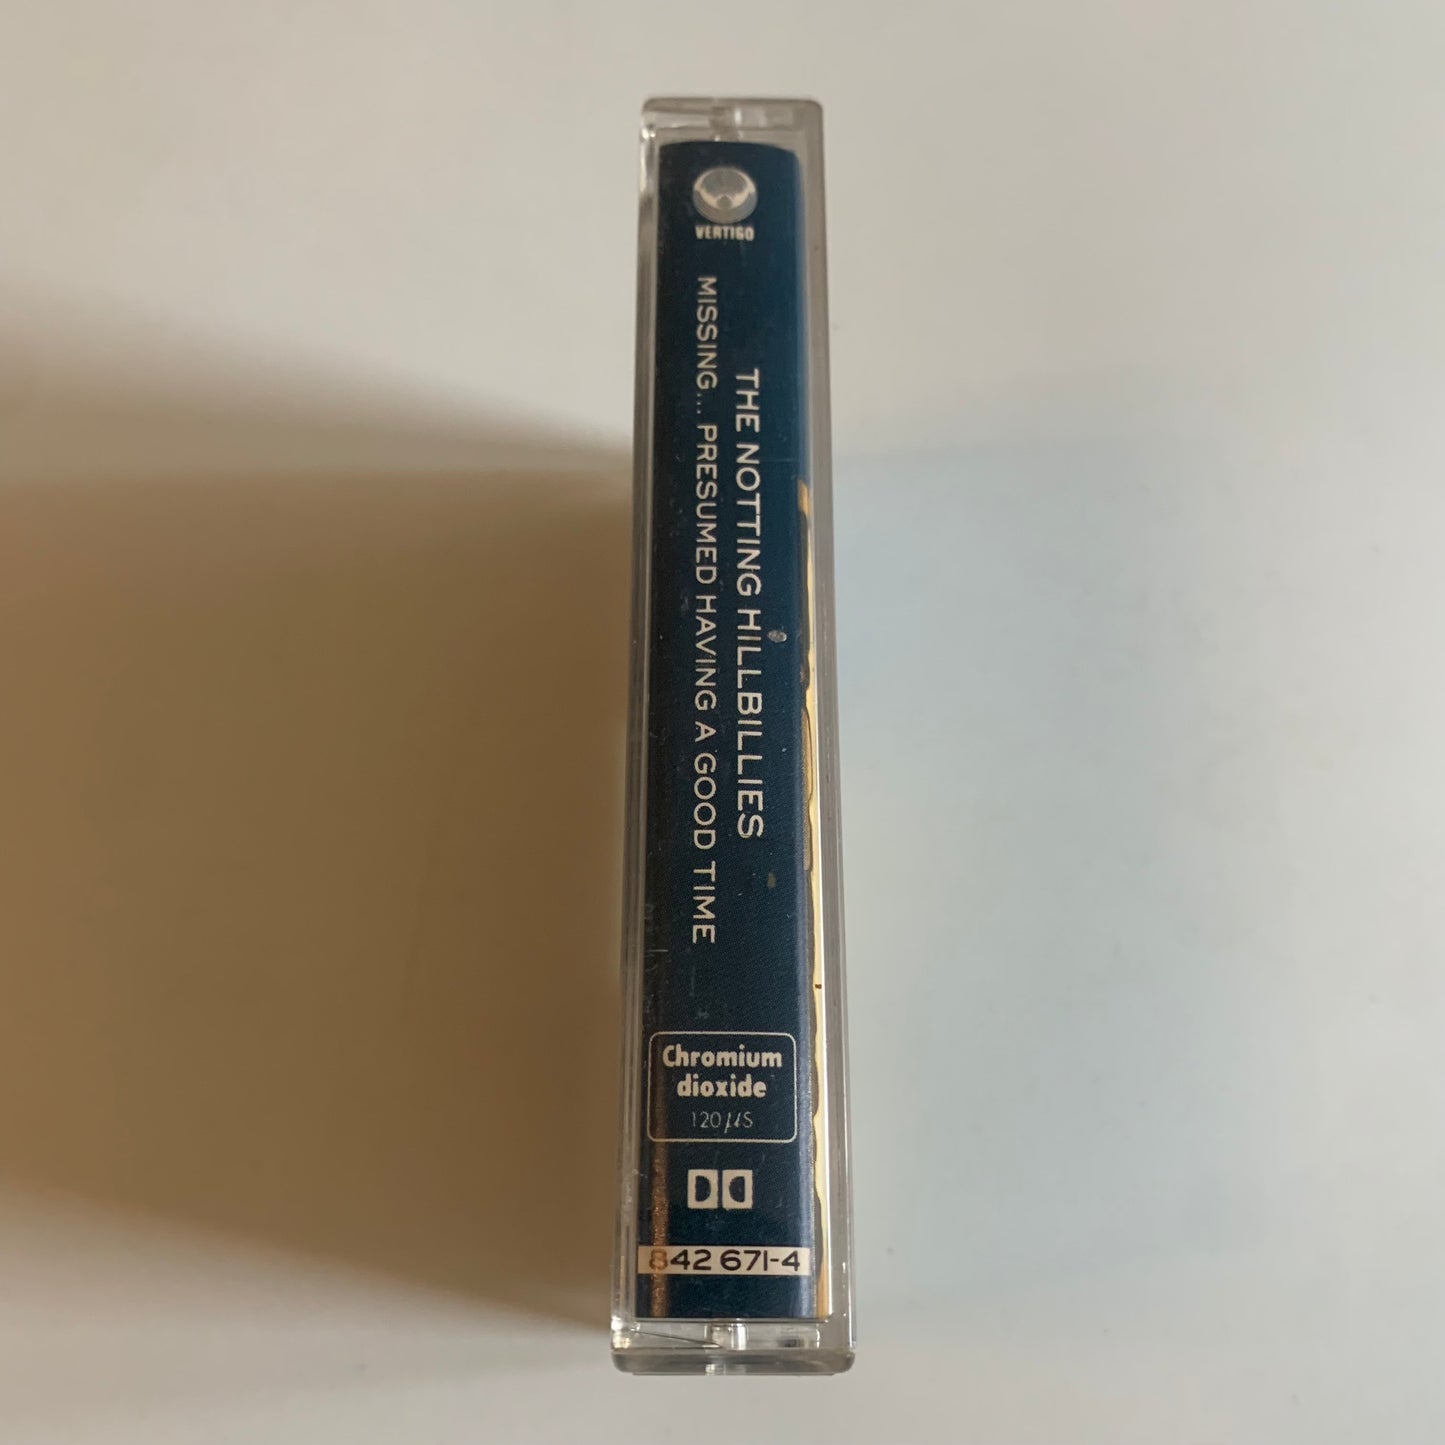 VERTIGO
THE NOTTING HILLBILLIES
MISSING... PRESUMED HAVING A GOOD TIME
Chromium
dioxide
120 µS
842 671-4